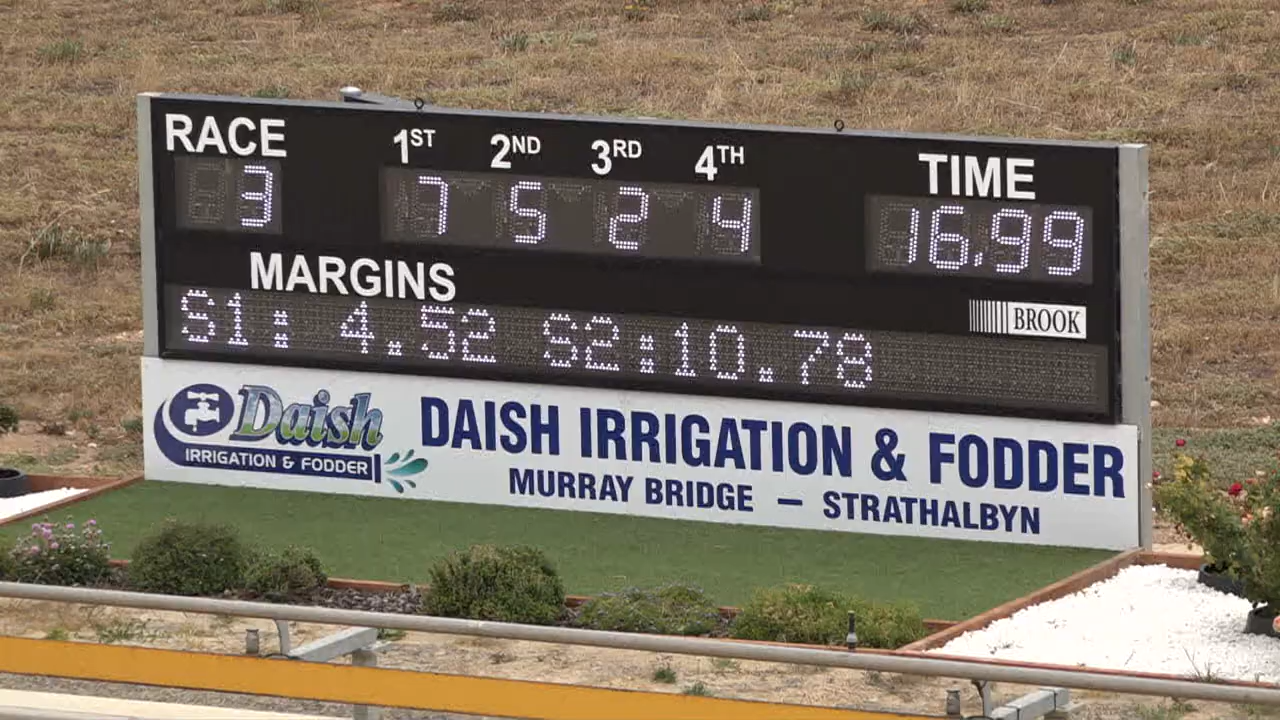 RACE 1ST 2ND 3RD 4TH TIME
3 7 5 2 4 16.99
MARGINS
BROOK
S1: 4.52 S2:10.78
Daish
IRRIGATION & FODDER
DAISH IRRIGATION & FODDER
MURRAY BRIDGE – STRATHALBYN